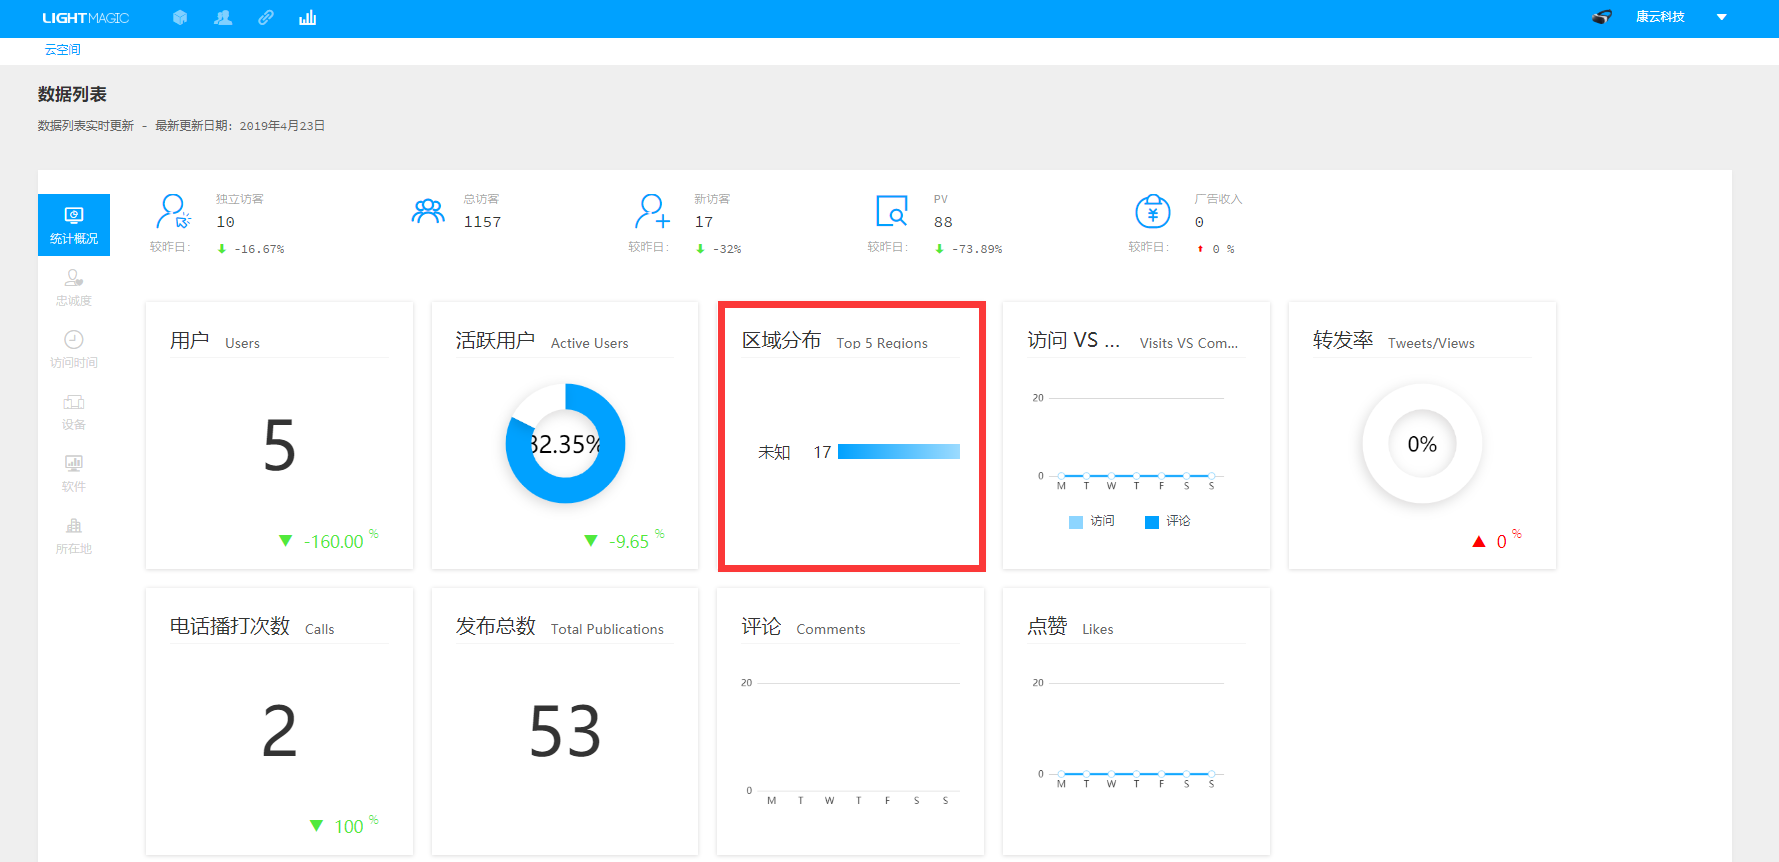 LIGHTMAGIC
康云科技
云空间
数据列表
数据列表实时更新 - 最新更新日期: 2019年4月23日
统计概况
忠诚度
访问时间
设备
软件
所在地
独立访客
10
较昨日: -16.67%
总访客
1157
新访客
17
较昨日: -32%
PV
88
较昨日: -73.89%
广告收入
0
较昨日: 0 %
用户 Users
5
-160.00 %
活跃用户 Active Users
82.35%
-9.65 %
区域分布 Top 5 Regions
未知 17
访问 VS ... Visits VS Com...
20
0
M T W T F S S
访问 评论
转发率 Tweets/Views
0%
0 %
电话播打次数 Calls
2
100 %
发布总数 Total Publications
53
评论 Comments
20
0
M T W T F S S
点赞 Likes
20
0
M T W T F S S